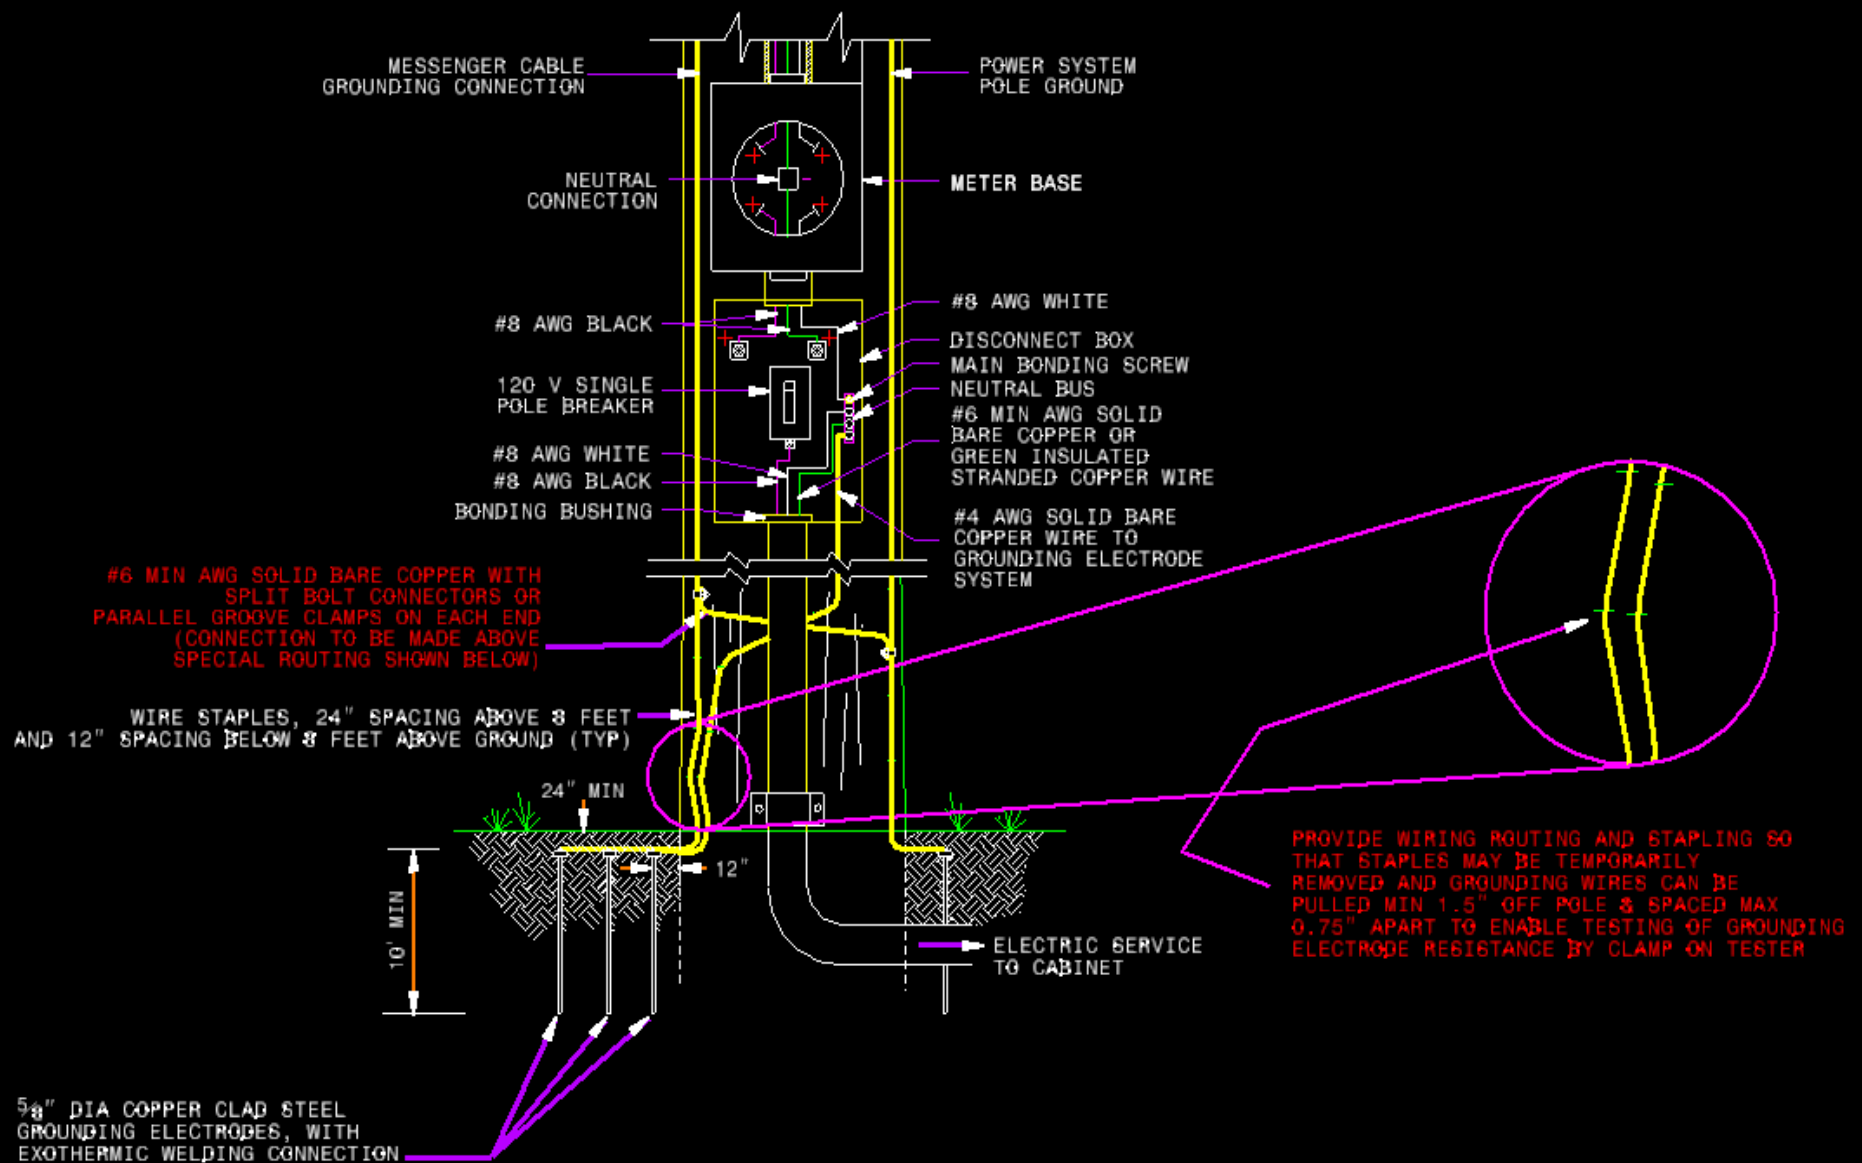 MESSENGER CABLE
GROUNDING CONNECTION
POWER SYSTEM
POLE GROUND
NEUTRAL
CONNECTION
METER BASE
#8 AWG WHITE
#8 AWG BLACK
DISCONNECT BOX
MAIN BONDING SCREW
120 V SINGLE
POLE BREAKER
NEUTRAL BUS
#6 MIN AWG SOLID
BARE COPPER OR
GREEN INSULATED
STRANDED COPPER WIRE
#8 AWG WHITE
#8 AWG BLACK
BONDING BUSHING
#4 AWG SOLID BARE
COPPER WIRE TO
GROUNDING ELECTRODE
SYSTEM
#6 MIN AWG SOLID BARE COPPER WITH
SPLIT BOLT CONNECTORS OR
PARALLEL GROOVE CLAMPS ON EACH END
(CONNECTION TO BE MADE ABOVE
SPECIAL ROUTING SHOWN BELOW)
WIRE STAPLES, 24" SPACING ABOVE 8 FEET
AND 12" SPACING BELOW 8 FEET ABOVE GROUND (TYP)
24" MIN
12"
10' MIN
PROVIDE WIRING ROUTING AND STAPLING SO
THAT STAPLES MAY BE TEMPORARILY
REMOVED AND GROUNDING WIRES CAN BE
PULLED MIN 1.5" OFF POLE & SPACED MAX
0.75" APART TO ENABLE TESTING OF GROUNDING
ELECTRODE RESISTANCE BY CLAMP ON TESTER
ELECTRIC SERVICE
TO CABINET
5/8" DIA COPPER CLAD STEEL
GROUNDING ELECTRODES, WITH
EXOTHERMIC WELDING CONNECTION